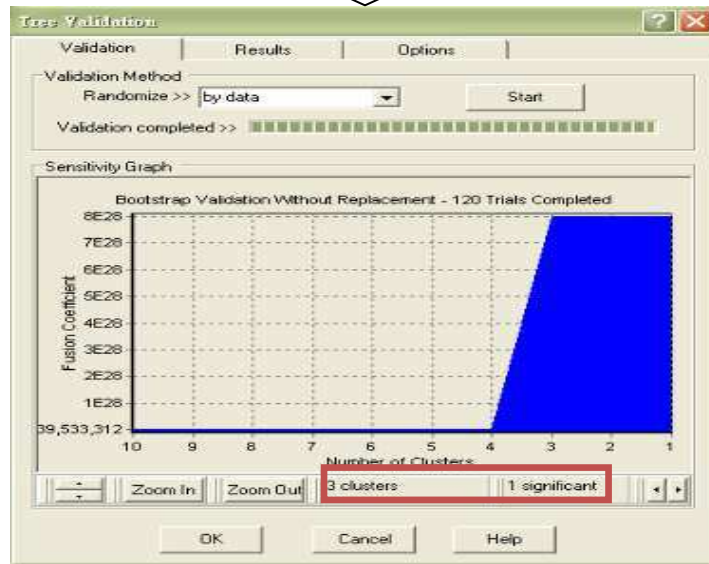 Tree Validation
Validation Results Options
Validation Method
Randomize >> by data Start
Validation completed >>
Sensitivity Graph
Bootstrap Validation Without Replacement - 120 Trials Completed
8E28
7E28
6E28
5E28
4E28
3E28
2E28
1E28
39,533,312
Fusion Coefficient
10 9 8 7 6 5 4 3 2 1
Number of Clusters
Zoom In Zoom Out 3 clusters 1 significant
OK Cancel Help